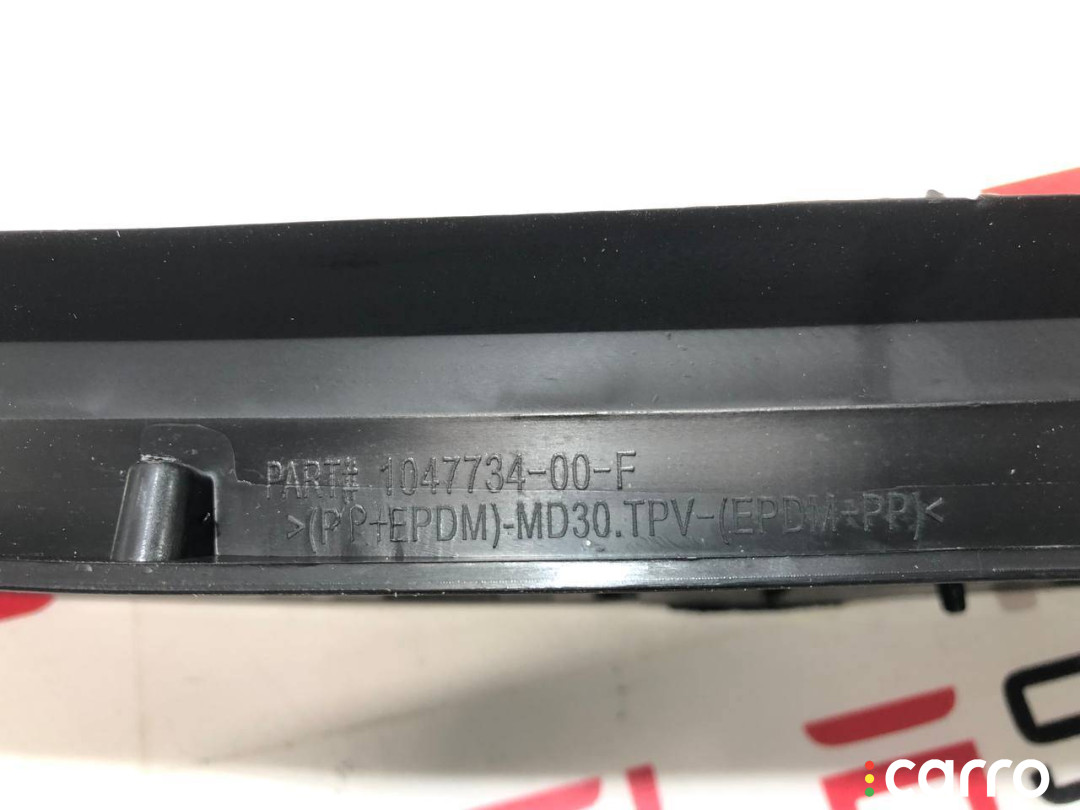 PART# 1047734-00-F
>(PP+EPDM)-MD30.TPV-(EPDM+PP)<
carro